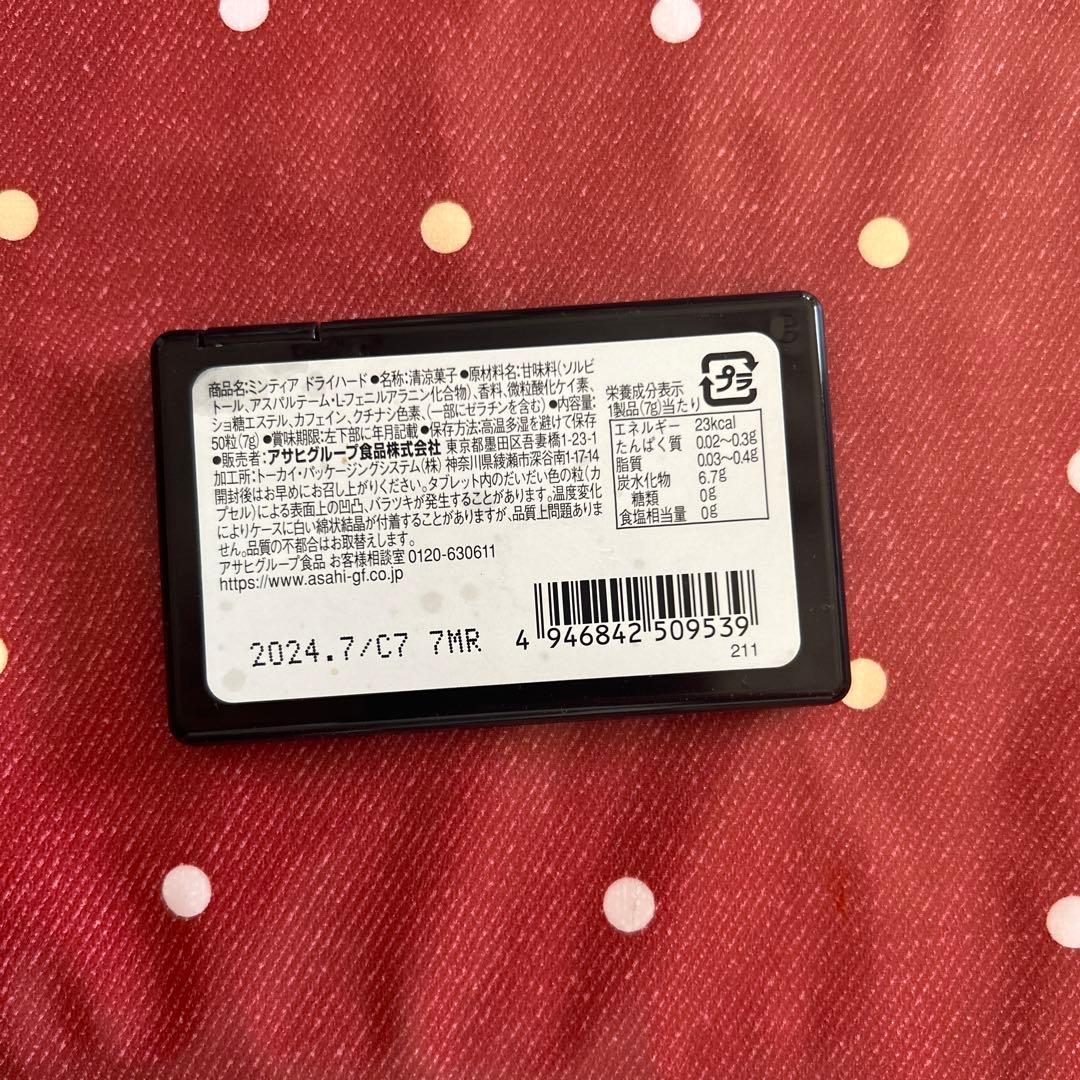 商品名:ミンティア ドライハード●名称:清涼菓子●原材料名:甘味料(ソルビ
トール、アスパルテーム・L-フェニルアラニン化合物)、香料、微粒酸化ケイ素、
ショ糖エステル、カフェイン、クチナシ色素、(一部にゼラチンを含む)●内容量:
50粒(7g)●賞味期限:左下部に年月記載●保存方法:高温多湿を避けて保存
●販売者:アサヒグループ食品株式会社 東京都墨田区吾妻橋1-23-1
加工所:トーカイ・パッケージングシステム(株) 神奈川県綾瀬市深谷南1-17-14
開封後はお早めにお召し上がりください。タブレット内のだいだい色の粒(カ
プセル)による表面上の凹凸、バラツキが発生することがあります。温度変化
によりケースに白い綿状結晶が付着することがありますが、品質上問題ありま
せん。品質の不都合はお取替えします。
アサヒグループ食品 お客様相談室 0120-630611
https://www.asahi-gf.co.jp
プラ
栄養成分表示
1製品(7g)当たり
エネルギー 23kcal
たんぱく質 0.02~0.3g
脂質 0.03~0.4g
炭水化物 6.7g
糖類 0g
食塩相当量 0g
2024.7/C7 7MR
4 946842 509539
211